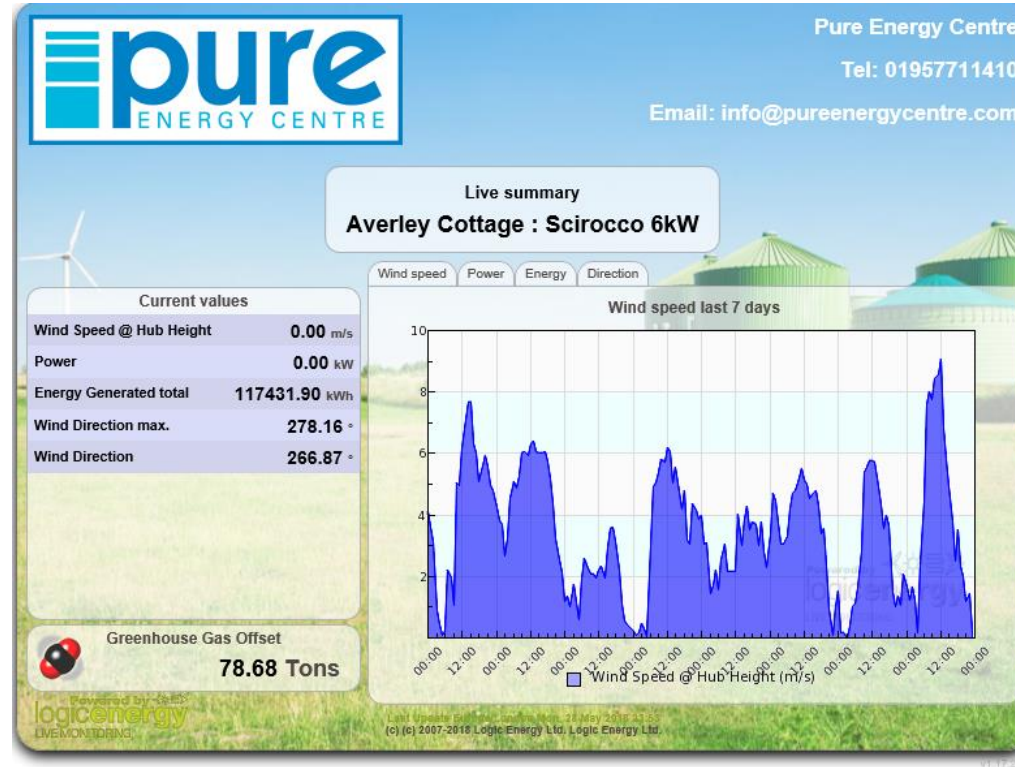 pure
ENERGY CENTRE
Pure Energy Centre
Tel: 01957711410
Email: info@pureenergycentre.com
Live summary
Averley Cottage : Scirocco 6kW
Wind speed Power Energy Direction
Current values
Wind Speed @ Hub Height 0.00 m/s
Power 0.00 kW
Energy Generated total 117431.90 kWh
Wind Direction max. 278.16 °
Wind Direction 266.87 °
Greenhouse Gas Offset
78.68 Tons
Powered by
logicenergy
LIVE MONITORING
Wind speed last 7 days
10
8
6
4
2
Powered by
logicenergy
00:00 12:00 00:00 12:00 00:00 12:00 00:00 12:00 00:00 12:00 00:00 12:00 00:00 12:00 00:00
Wind Speed @ Hub Height (m/s)
Last Update
(c) (c) 2007-2018 Logic Energy Ltd. Logic Energy Ltd.